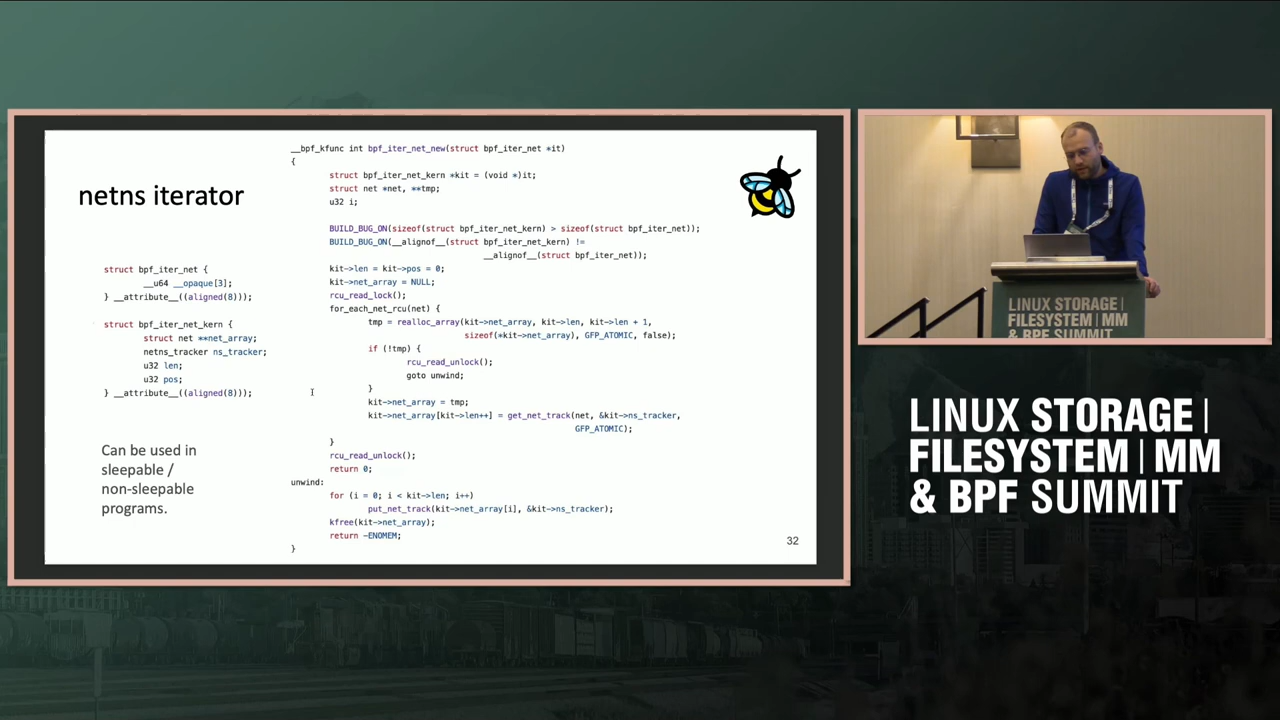 netns iterator
struct bpf_iter_net {
__u64 __opaque[3];
} __attribute__((aligned(8)));
struct bpf_iter_net_kern {
struct net **net_array;
netns_tracker ns_tracker;
u32 len;
u32 pos;
} __attribute__((aligned(8)));
Can be used in
sleepable /
non-sleepable
programs.
__bpf_kfunc int bpf_iter_net_new(struct bpf_iter_net *it)
{
struct bpf_iter_net_kern *kit = (void *)it;
struct net *net, **tmp;
u32 i;
BUILD_BUG_ON(sizeof(struct bpf_iter_net_kern) > sizeof(struct bpf_iter_net));
BUILD_BUG_ON(__alignof__(struct bpf_iter_net_kern) !=
__alignof__(struct bpf_iter_net));
kit->len = kit->pos = 0;
kit->net_array = NULL;
rcu_read_lock();
for_each_net_rcu(net) {
tmp = realloc_array(kit->net_array, kit->len, kit->len + 1,
sizeof(*kit->net_array), GFP_ATOMIC, false);
if (!tmp) {
rcu_read_unlock();
goto unwind;
}
kit->net_array = tmp;
kit->net_array[kit->len++] = get_net_track(net, &kit->ns_tracker,
GFP_ATOMIC);
}
rcu_read_unlock();
return 0;
unwind:
for (i = 0; i < kit->len; i++)
put_net_track(kit->net_array[i], &kit->ns_tracker);
kfree(kit->net_array);
return -ENOMEM;
}
32
LINUX STORAGE |
FILESYSTEM | MM
& BPF SUMMIT
LINUX STORAGE |
FILESYSTEM | MM
& BPF SUMMIT